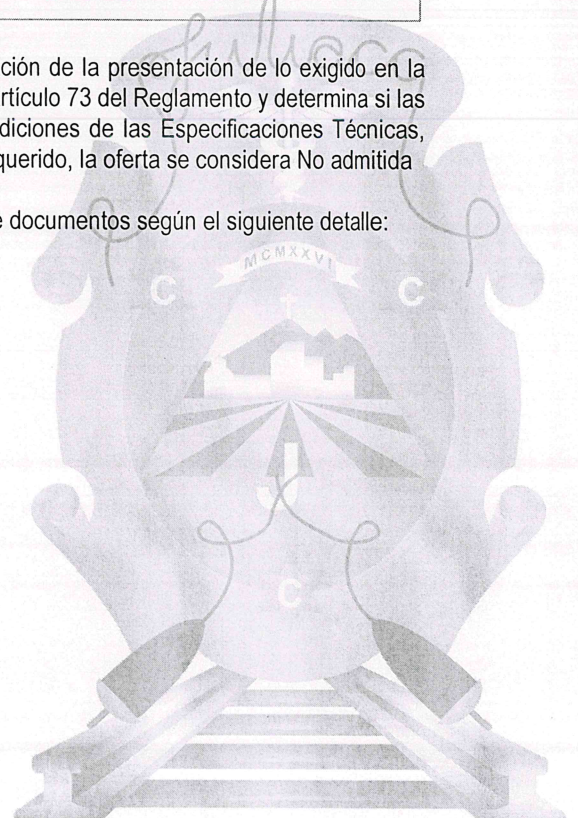 Juliaca
ción de la presentación de lo exigido en la
rtículo 73 del Reglamento y determina si las
diciones de las Especificaciones Técnicas,
querido, la oferta se considera No admitida
e documentos según el siguiente detalle:
MCMXXVI
C C
J
C